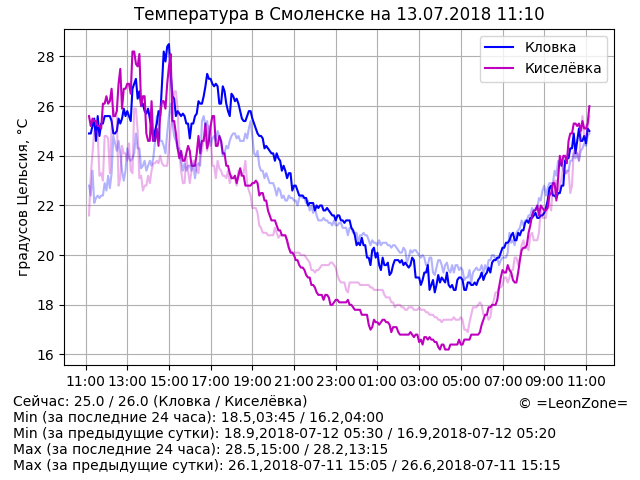 Температура в Смоленске на 13.07.2018 11:10
Кловка
Киселёвка
градусов Цельсия, °C
28
26
24
22
20
18
16
11:00 13:00 15:00 17:00 19:00 21:00 23:00 01:00 03:00 05:00 07:00 09:00 11:00
Сейчас: 25.0 / 26.0 (Кловка / Киселёвка)
© =LeonZone=
Min (за последние 24 часа): 18.5,03:45 / 16.2,04:00
Min (за предыдущие сутки): 18.9,2018-07-12 05:30 / 16.9,2018-07-12 05:20
Max (за последние 24 часа): 28.5,15:00 / 28.2,13:15
Max (за предыдущие сутки): 26.1,2018-07-11 15:05 / 26.6,2018-07-11 15:15